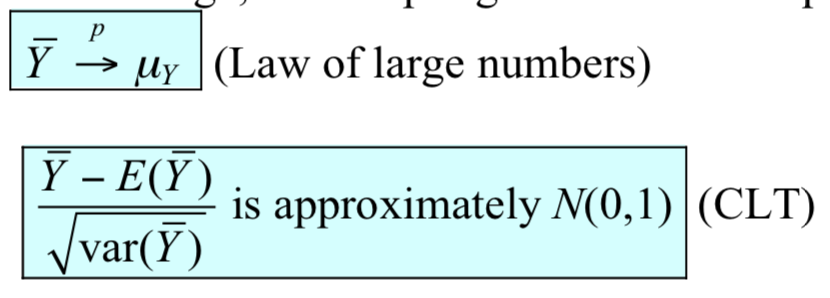 Ȳ →ᵖ μ_Y (Law of large numbers)
(Ȳ – E(Ȳ)) / √var(Ȳ) is approximately N(0,1) (CLT)